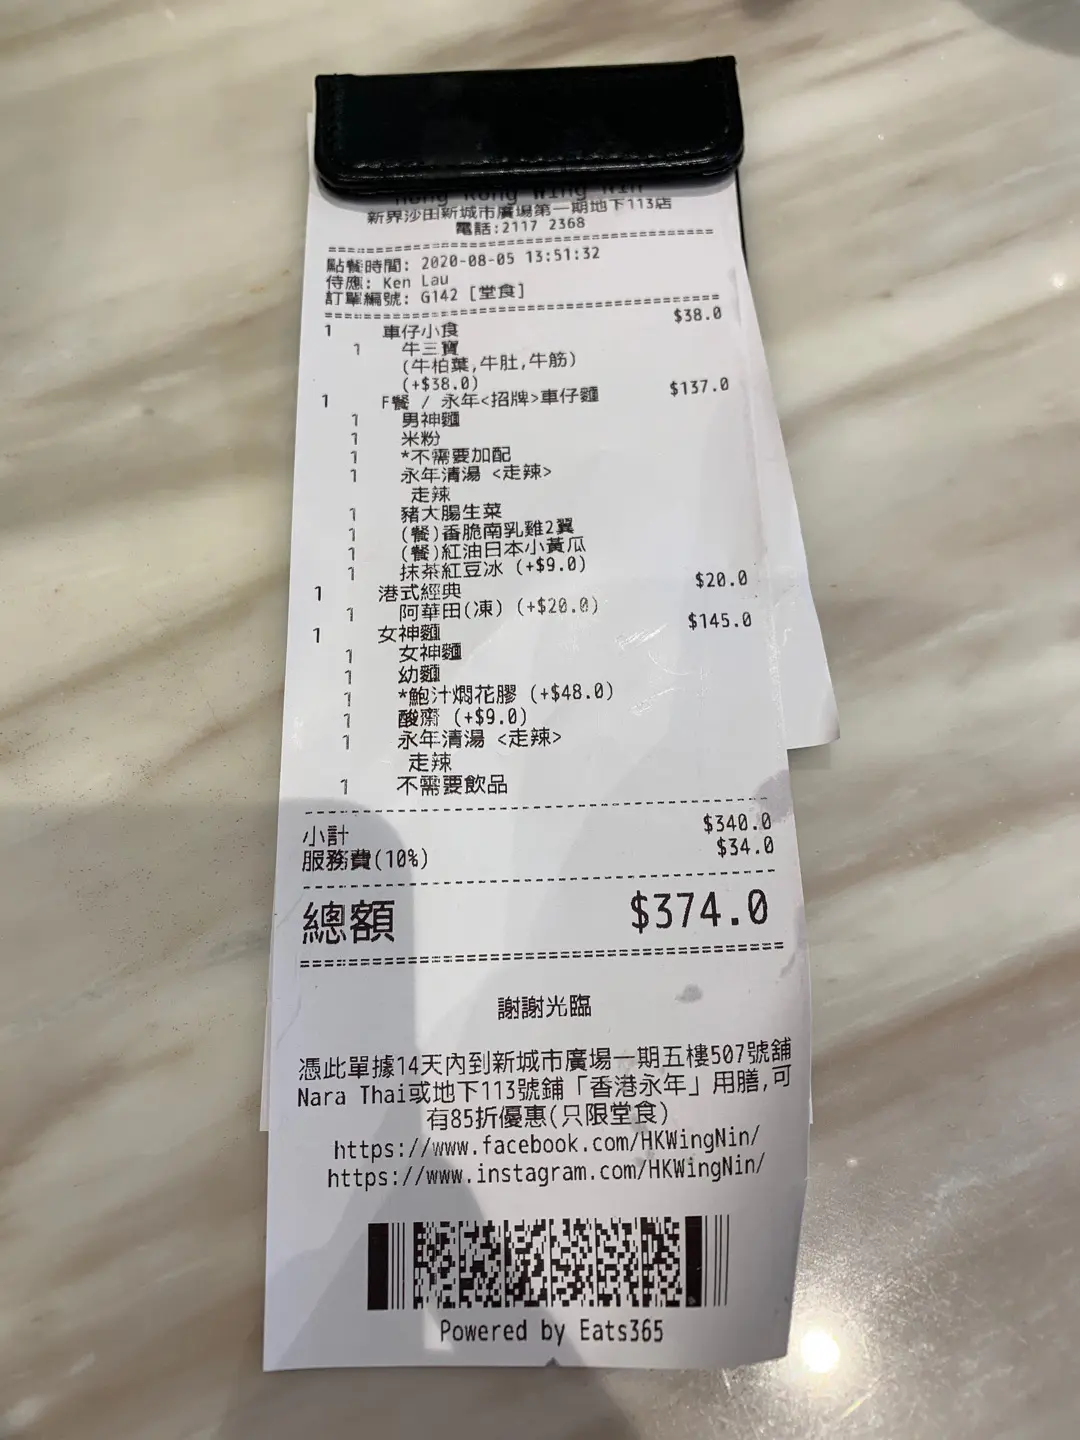 Hong Kong Wing Nin
新界沙田新城市廣場第一期地下113店
電話:2117 2368
點餐時間: 2020-08-05 13:51:32
侍應: Ken Lau
訂單編號: G142 [堂食]
1 車仔小食 $38.0
1 牛三寶
(牛柏葉,牛肚,牛筋)
(+$38.0)
1 F餐 / 永年<招牌>車仔麵 $137.0
1 男神麵
1 米粉
1 *不需要加配
1 永年清湯 <走辣>
走辣
1 豬大腸生菜
1 (餐)香脆南乳雞2翼
1 (餐)紅油日本小黃瓜
1 抹茶紅豆冰 (+$9.0)
1 港式經典 $20.0
1 阿華田(凍) (+$20.0)
1 女神麵 $145.0
1 女神麵
1 幼麵
1 *鮑汁燜花膠 (+$48.0)
1 酸齋 (+$9.0)
1 永年清湯 <走辣>
走辣
1 不需要飲品
小計 $340.0
服務費(10%) $34.0
總額 $374.0
謝謝光臨
憑此單據14天內到新城市廣場一期五樓507號舖
Nara Thai或地下113號鋪「香港永年」用膳,可
有85折優惠(只限堂食)
https://www.facebook.com/HKWingNin/
https://www.instagram.com/HKWingNin/
Powered by Eats365